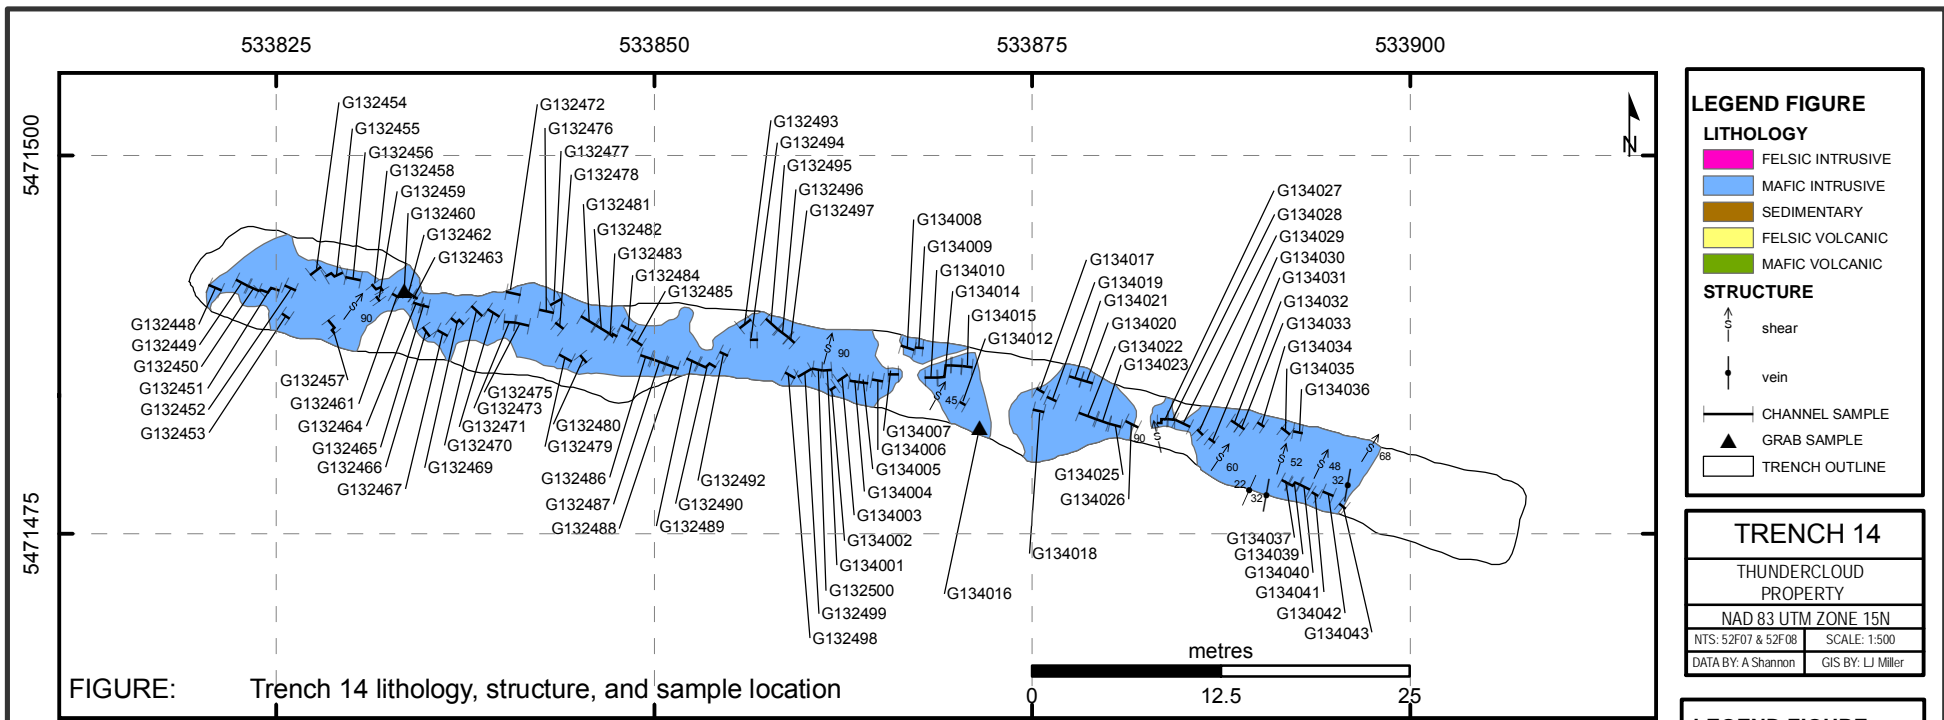 533825
533850
533875
533900
5471500
5471475
N
G132454
G132455
G132456
G132458
G132459
G132460
G132462
G132463
G132472
G132476
G132477
G132478
G132481
G132482
G132483
G132484
G132485
G132493
G132494
G132495
G132496
G132497
G134008
G134009
G134010
G134014
G134015
G134012
G134017
G134019
G134021
G134020
G134022
G134023
G134027
G134028
G134029
G134030
G134031
G134032
G134033
G134034
G134035
G134036
G132448
G132449
G132450
G132451
G132452
G132453
G132457
G132461
G132464
G132465
G132466
G132467
G132475
G132473
G132471
G132470
G132469
G132480
G132479
G132486
G132487
G132488
G132492
G132490
G132489
G134007
G134006
G134005
G134004
G134003
G134002
G134001
G132500
G132499
G132498
G134016
G134018
G134025
G134026
G134037
G134039
G134040
G134041
G134042
G134043
S 90
S 90
S 45
S 90
S 60
S 52
S 48
S 68
22
32
32
metres
0 12.5 25
FIGURE: Trench 14 lithology, structure, and sample location
LEGEND FIGURE
LITHOLOGY
FELSIC INTRUSIVE
MAFIC INTRUSIVE
SEDIMENTARY
FELSIC VOLCANIC
MAFIC VOLCANIC
STRUCTURE
S shear
vein
CHANNEL SAMPLE
GRAB SAMPLE
TRENCH OUTLINE
TRENCH 14
THUNDERCLOUD
PROPERTY
NAD 83 UTM ZONE 15N
NTS: 52F07 & 52F08 SCALE: 1:500
DATA BY: A Shannon GIS BY: LJ Miller
LEGEND FIGURE